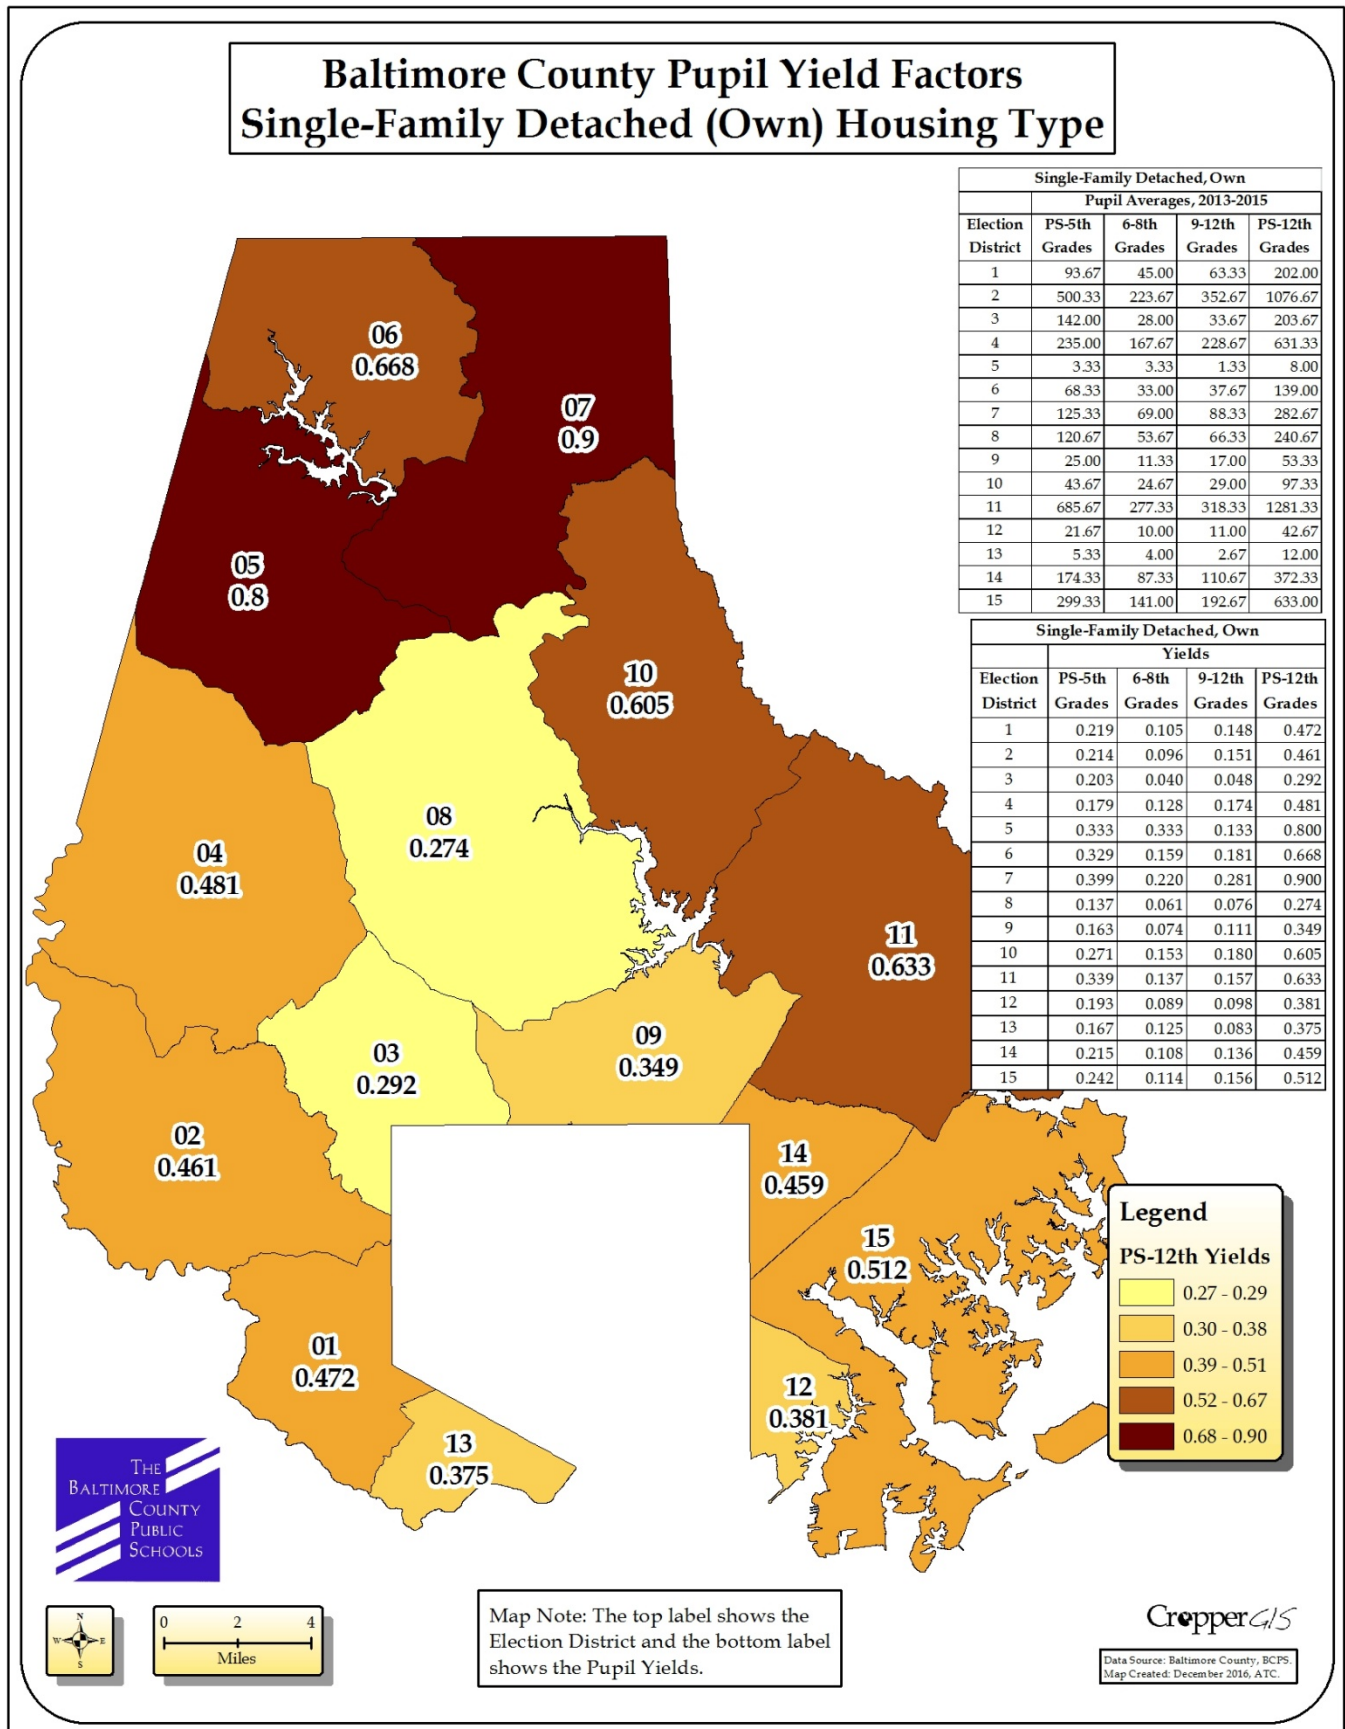 Baltimore County Pupil Yield Factors
Single-Family Detached (Own) Housing Type
Single-Family Detached, Own
Pupil Averages, 2013-2015
Election District PS-5th Grades 6-8th Grades 9-12th Grades PS-12th Grades
1 93.67 45.00 63.33 202.00
2 500.33 223.67 352.67 1076.67
3 142.00 28.00 33.67 203.67
4 235.00 167.67 228.67 631.33
5 3.33 3.33 1.33 8.00
6 68.33 33.00 37.67 139.00
7 125.33 69.00 88.33 282.67
8 120.67 53.67 66.33 240.67
9 25.00 11.33 17.00 53.33
10 43.67 24.67 29.00 97.33
11 685.67 277.33 318.33 1281.33
12 21.67 10.00 11.00 42.67
13 5.33 4.00 2.67 12.00
14 174.33 87.33 110.67 372.33
15 299.33 141.00 192.67 633.00
Single-Family Detached, Own
Yields
Election District PS-5th Grades 6-8th Grades 9-12th Grades PS-12th Grades
1 0.219 0.105 0.148 0.472
2 0.214 0.096 0.151 0.461
3 0.203 0.040 0.048 0.292
4 0.179 0.128 0.174 0.481
5 0.333 0.333 0.133 0.800
6 0.329 0.159 0.181 0.668
7 0.399 0.220 0.281 0.900
8 0.137 0.061 0.076 0.274
9 0.163 0.074 0.111 0.349
10 0.271 0.153 0.180 0.605
11 0.339 0.137 0.157 0.633
12 0.193 0.089 0.098 0.381
13 0.167 0.125 0.083 0.375
14 0.215 0.108 0.136 0.459
15 0.242 0.114 0.156 0.512
06
0.668
07
0.9
05
0.8
10
0.605
08
0.274
04
0.481
11
0.633
09
0.349
03
0.292
02
0.461
14
0.459
15
0.512
01
0.472
12
0.381
13
0.375
Legend
PS-12th Yields
0.27 - 0.29
0.30 - 0.38
0.39 - 0.51
0.52 - 0.67
0.68 - 0.90
THE
BALTIMORE
COUNTY
PUBLIC
SCHOOLS
N
W E
S
0 2 4
Miles
Map Note: The top label shows the
Election District and the bottom label
shows the Pupil Yields.
Cropper GIS
Data Source: Baltimore County, BCPS.
Map Created: December 2016, ATC.